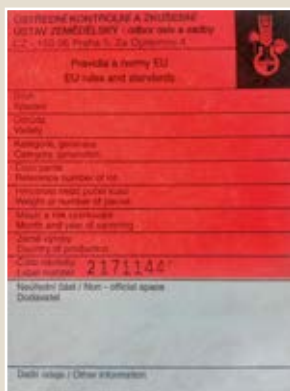 ÚSTŘEDNÍ KONTROLNÍ A ZKUŠEBNÍ
ÚSTAV ZEMĚDĚLSKÝ - odbor osiv a sadby
CZ - 150 06 Praha 5, Za Opravnou 4
Pravidla a normy EU
EU rules and standards
Druh
Species
Odrůda
Variety
Kategorie, generace
Category, generation
Číslo partie
Reference number of lot
Hmotnost nebo počet kusů
Weight or number of pieces
Měsíc a rok
Month and year of
Země výroby
Country of production
Číslo návěsky
Label number 2171144
Neúřední část / Non - official space
Dodavatel
Další údaje / Other information